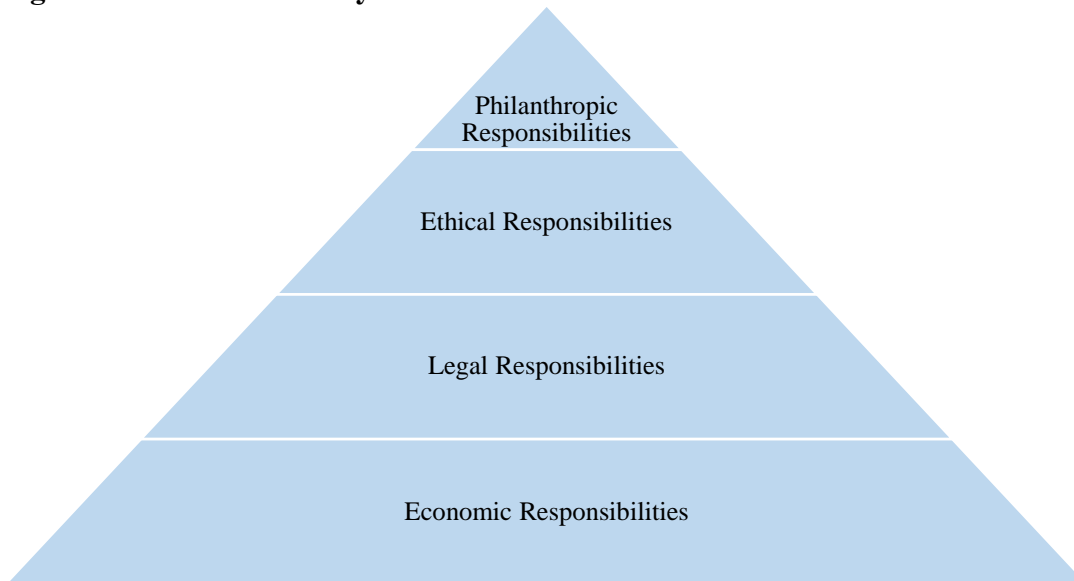 Philanthropic
Responsibilities
Ethical Responsibilities
Legal Responsibilities
Economic Responsibilities